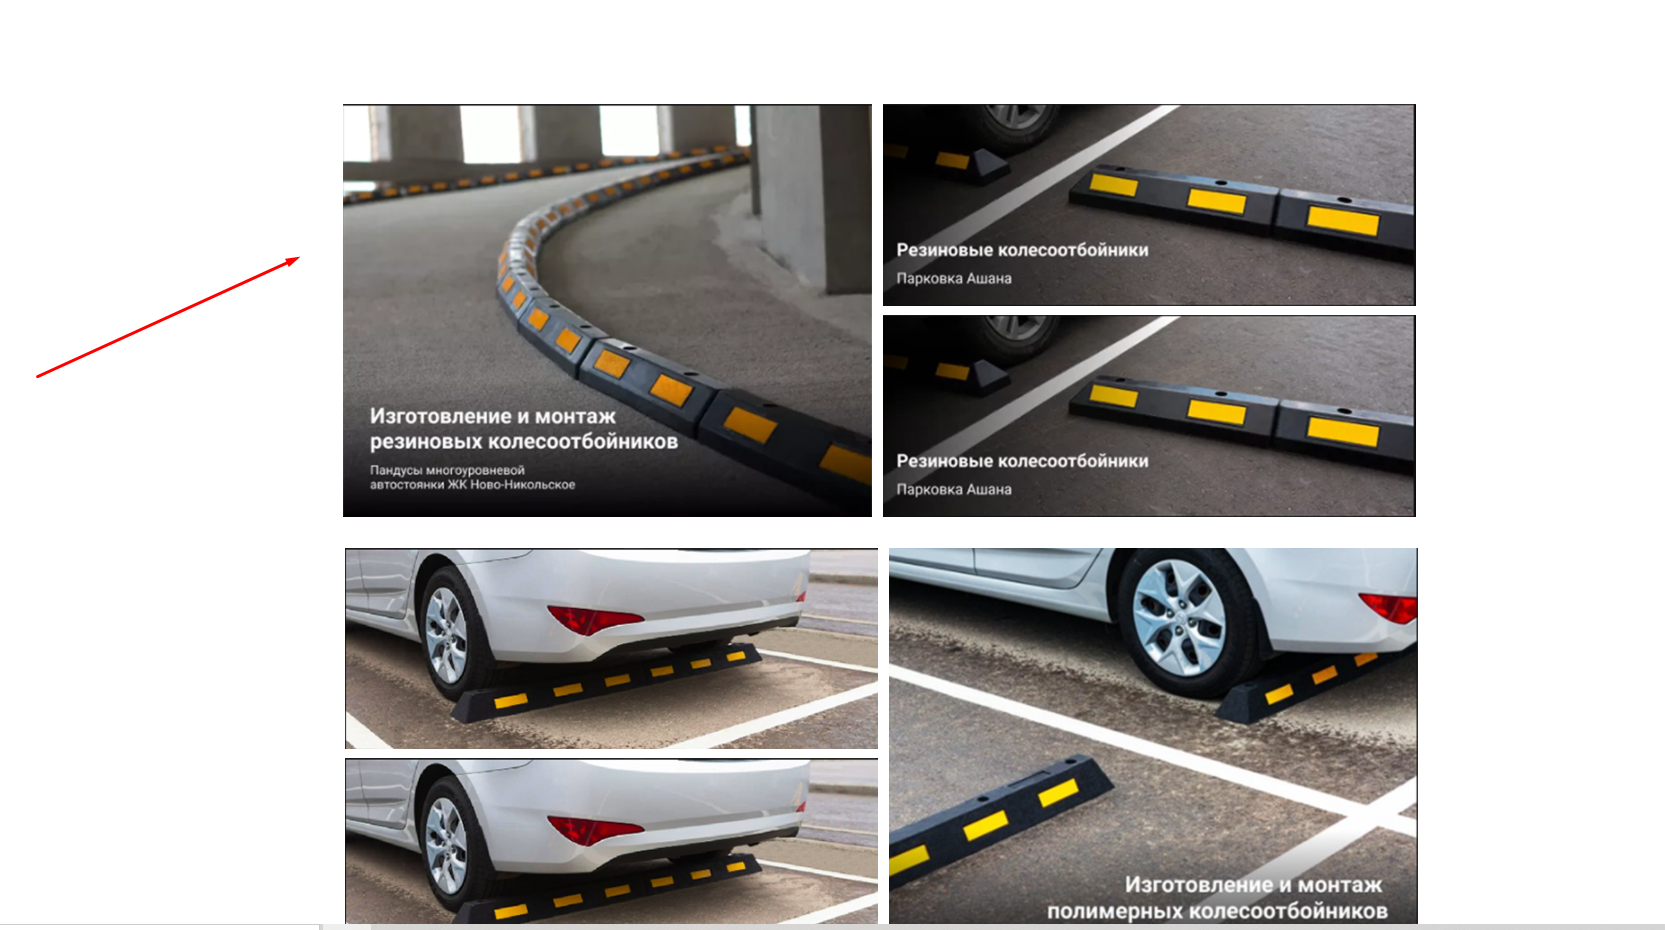 Изготовление и монтаж
резиновых колесоотбойников
Пандусы многоуровневой
автостоянки ЖК Ново-Никольское
Резиновые колесоотбойники
Парковка Ашана
Резиновые колесоотбойники
Парковка Ашана
Изготовление и монтаж
полимерных колесоотбойников